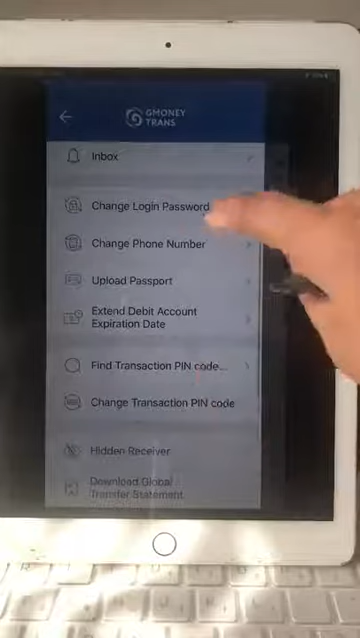 GMONEY
TRANS
Inbox
Change Login Password
Change Phone Number
Upload Passport
Extend Debit Account
Expiration Date
Find Transaction PIN code...
Change Transaction PIN code
Hidden Receiver
Download Global
Transfer Statement